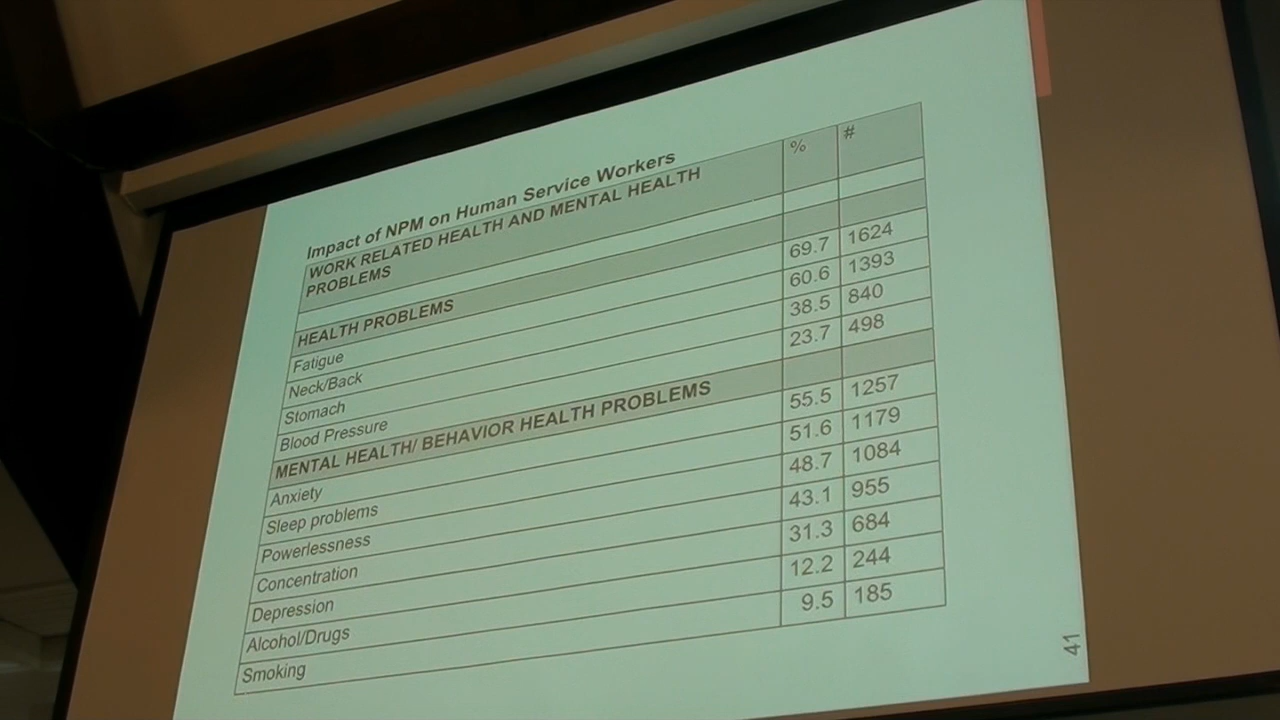 Impact of NPM on Human Service Workers
WORK RELATED HEALTH AND MENTAL HEALTH % #
PROBLEMS
HEALTH PROBLEMS
Fatigue 69.7 1624
Neck/Back 60.6 1393
Stomach 38.5 840
Blood Pressure 23.7 498
MENTAL HEALTH/ BEHAVIOR HEALTH PROBLEMS
Anxiety 55.5 1257
Sleep problems 51.6 1179
Powerlessness 48.7 1084
Concentration 43.1 955
Depression 31.3 684
Alcohol/Drugs 12.2 244
Smoking 9.5 185
41